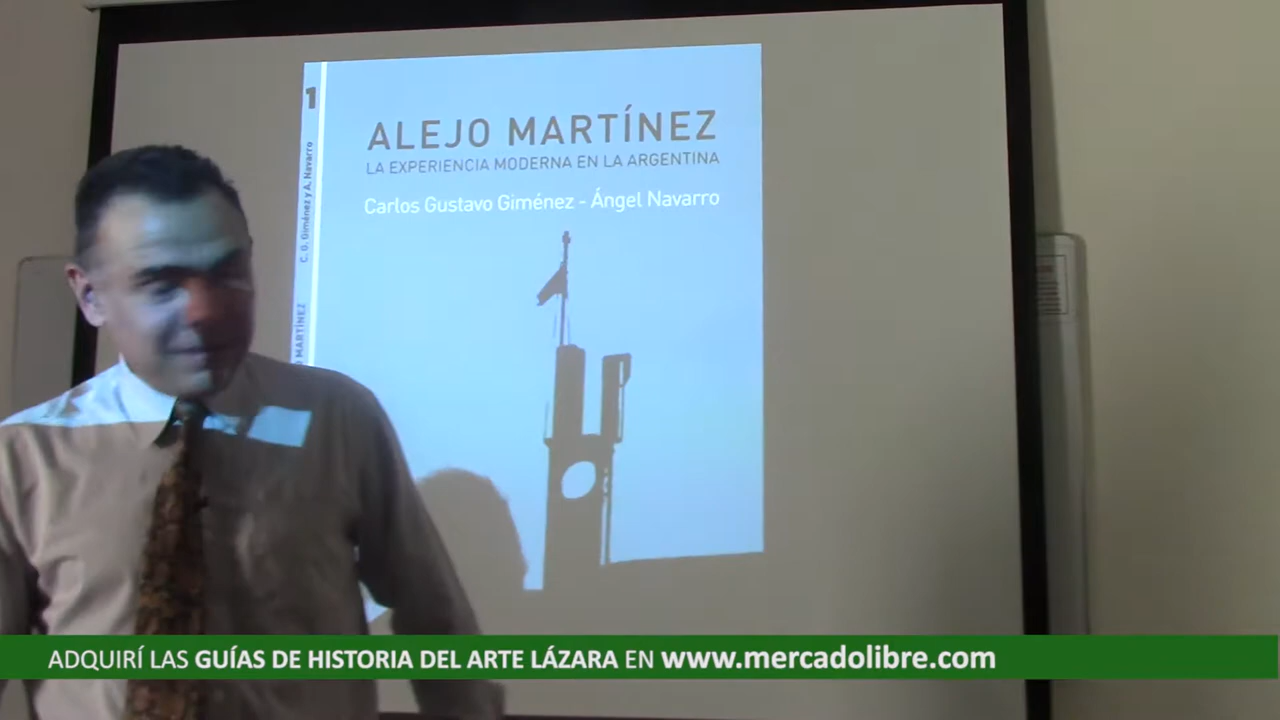 1
ALEJO MARTÍNEZ
LA EXPERIENCIA MODERNA EN LA ARGENTINA
Carlos Gustavo Giménez - Ángel Navarro
C. G. Giménez y A. Navarro
MARTÍNEZ
ADQUIRÍ LAS GUÍAS DE HISTORIA DEL ARTE LÁZARA EN www.mercadolibre.com